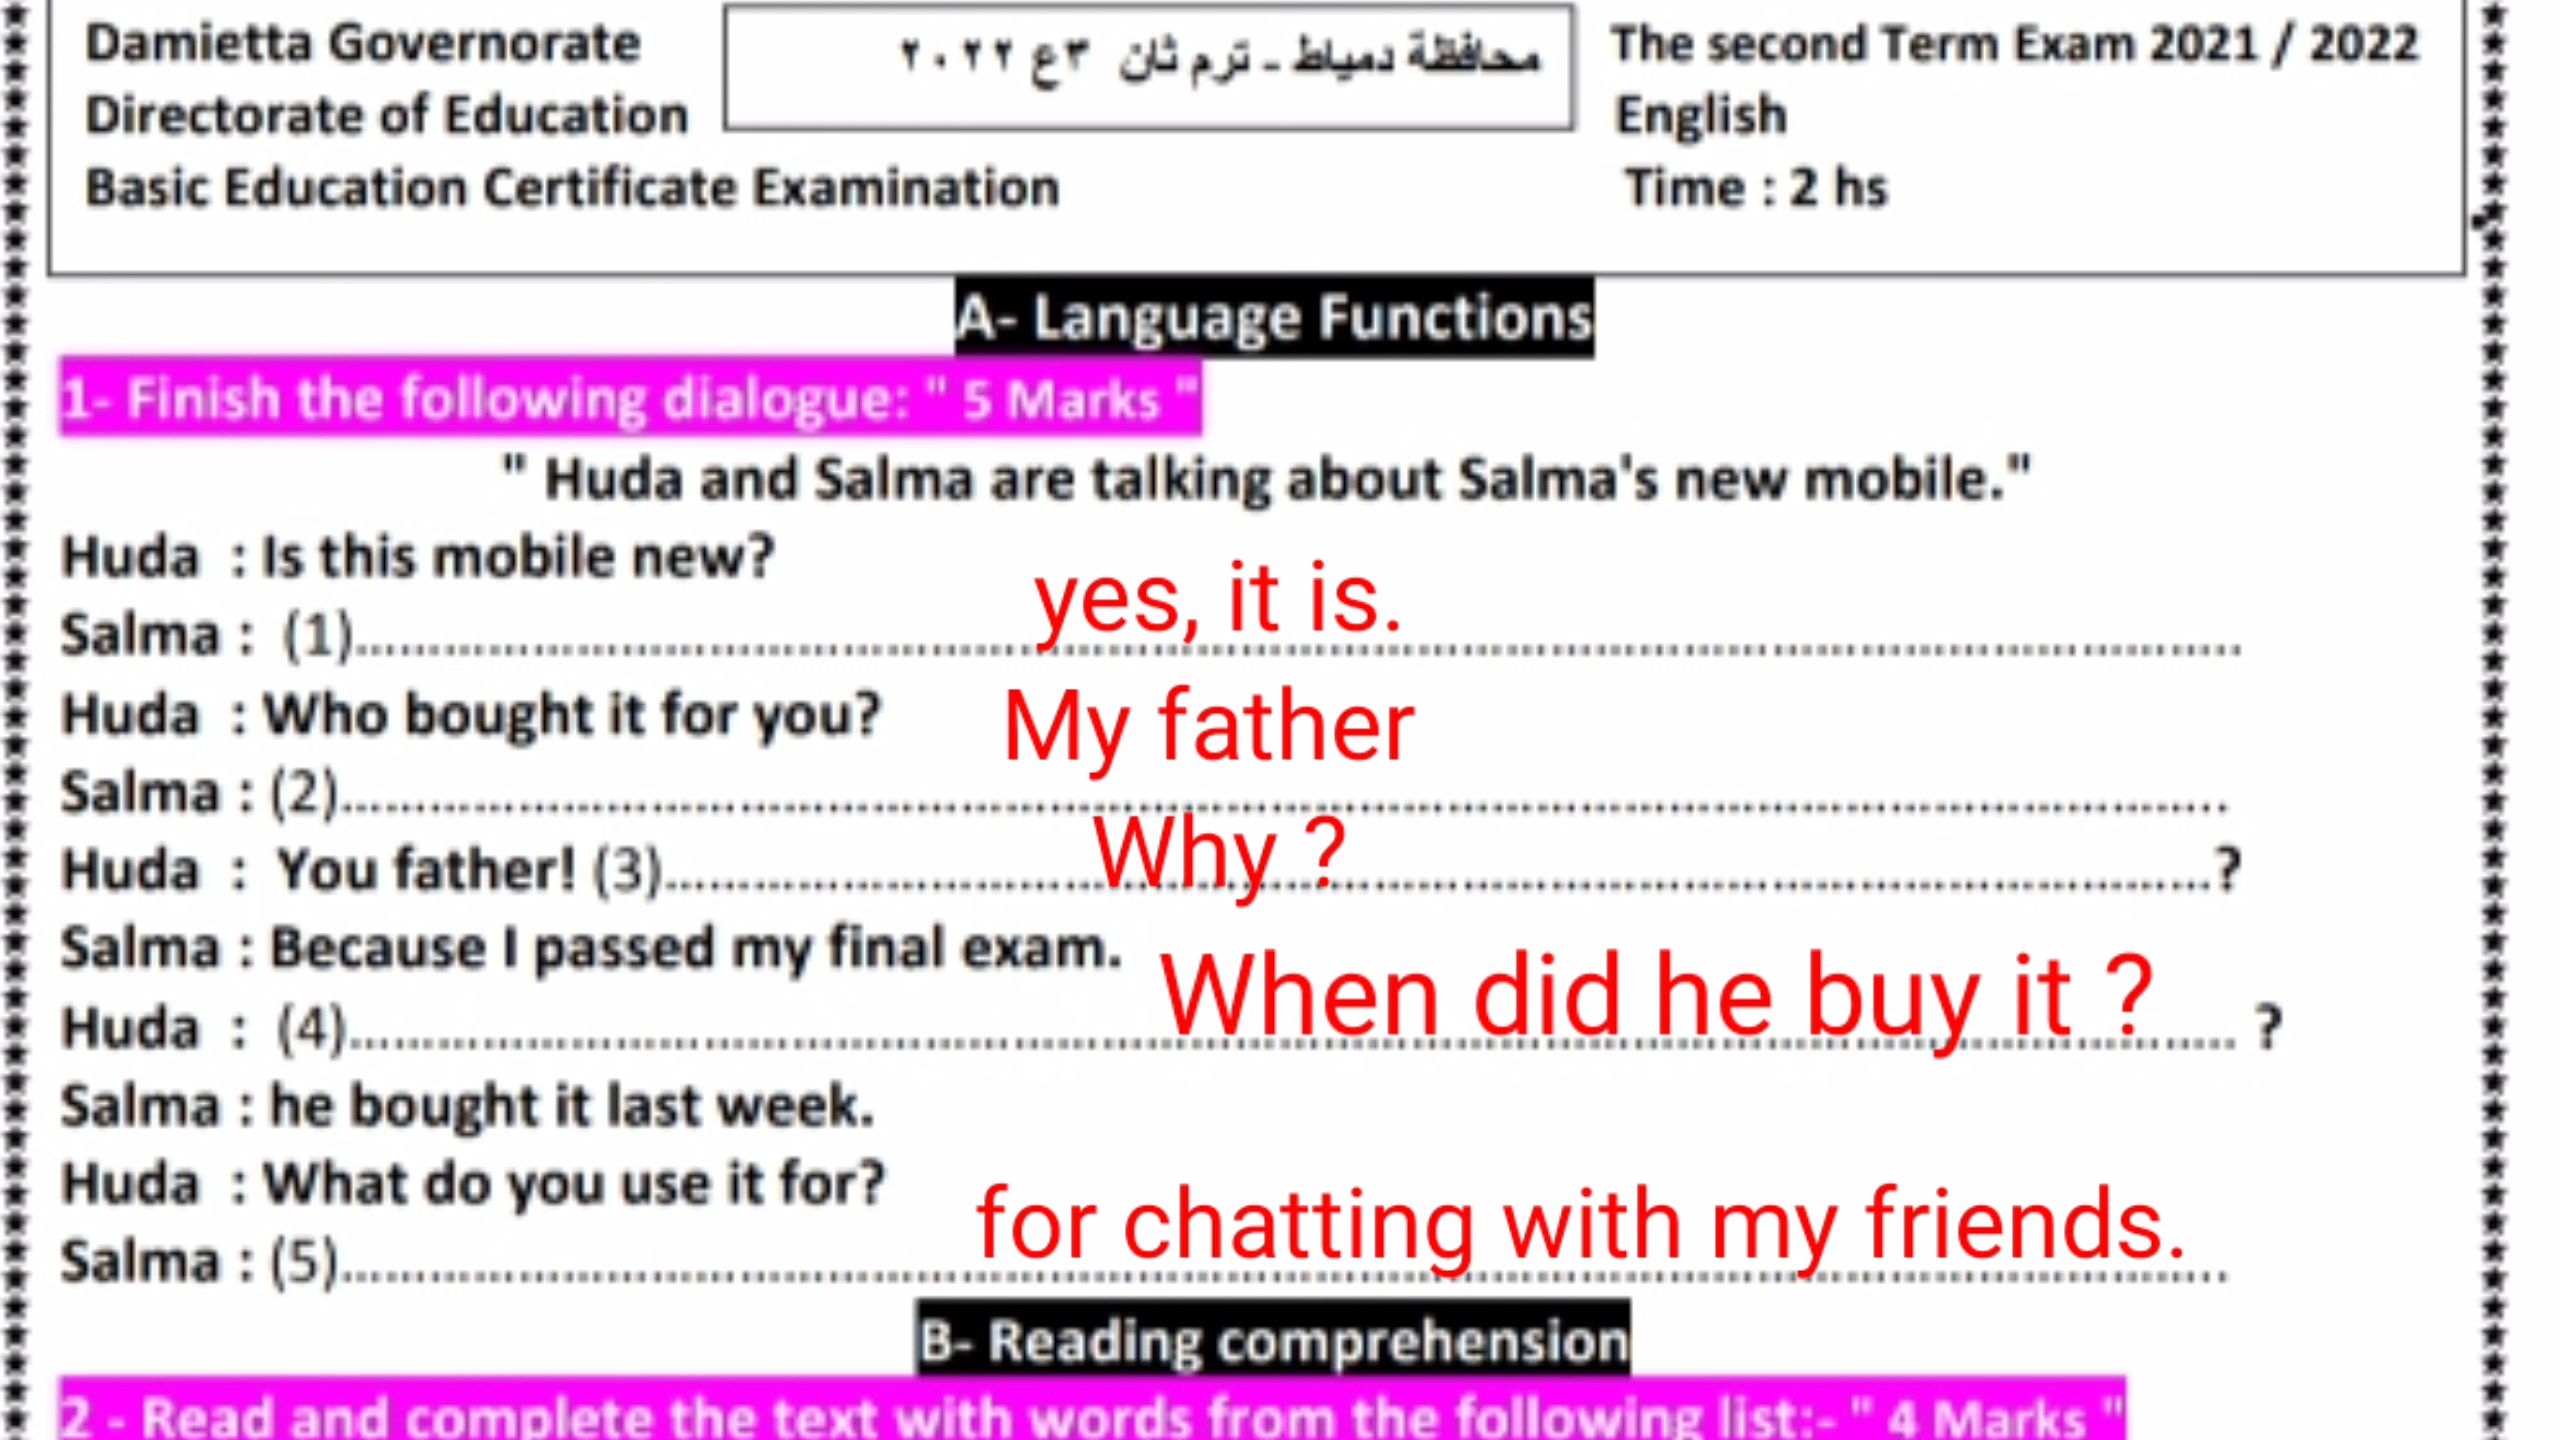 Damietta Governorate
محافظة دمياط - ترم ثان ٣ع ٢٠٢٢
The second Term Exam 2021 / 2022
Directorate of Education
English
Basic Education Certificate Examination
Time : 2 hs
A- Language Functions
1- Finish the following dialogue: " 5 Marks "
" Huda and Salma are talking about Salma's new mobile."
Huda : Is this mobile new?
Salma : (1)........ yes, it is. ........
Huda : Who bought it for you?
Salma : (2)........ My father ........
Huda : You father! (3)........ Why ? ........?
Salma : Because I passed my final exam.
Huda : (4)........ When did he buy it ? ........ ?
Salma : he bought it last week.
Huda : What do you use it for?
Salma : (5)........ for chatting with my friends. ........
B- Reading comprehension
2 - Read and complete the text with words from the following list:- " 4 Marks "